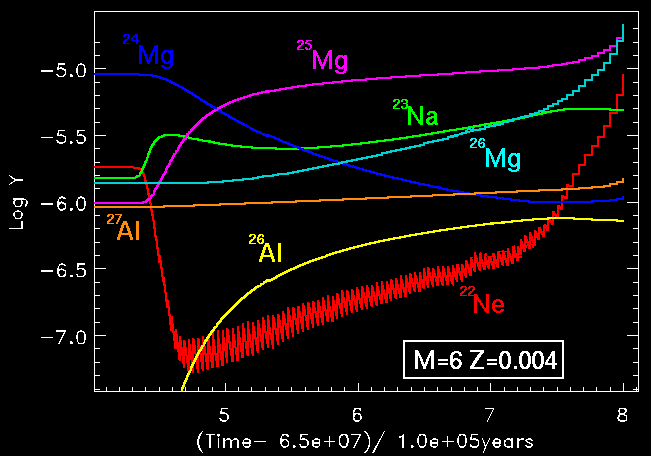 ²⁴Mg
²⁵Mg
²³Na
²⁶Mg
²⁷Al
²⁶Al
²²Ne
M=6 Z=0.004
Log Y
−5.0
−5.5
−6.0
−6.5
−7.0
5 6 7 8
(Time− 6.5e+07)/ 1.0e+05years